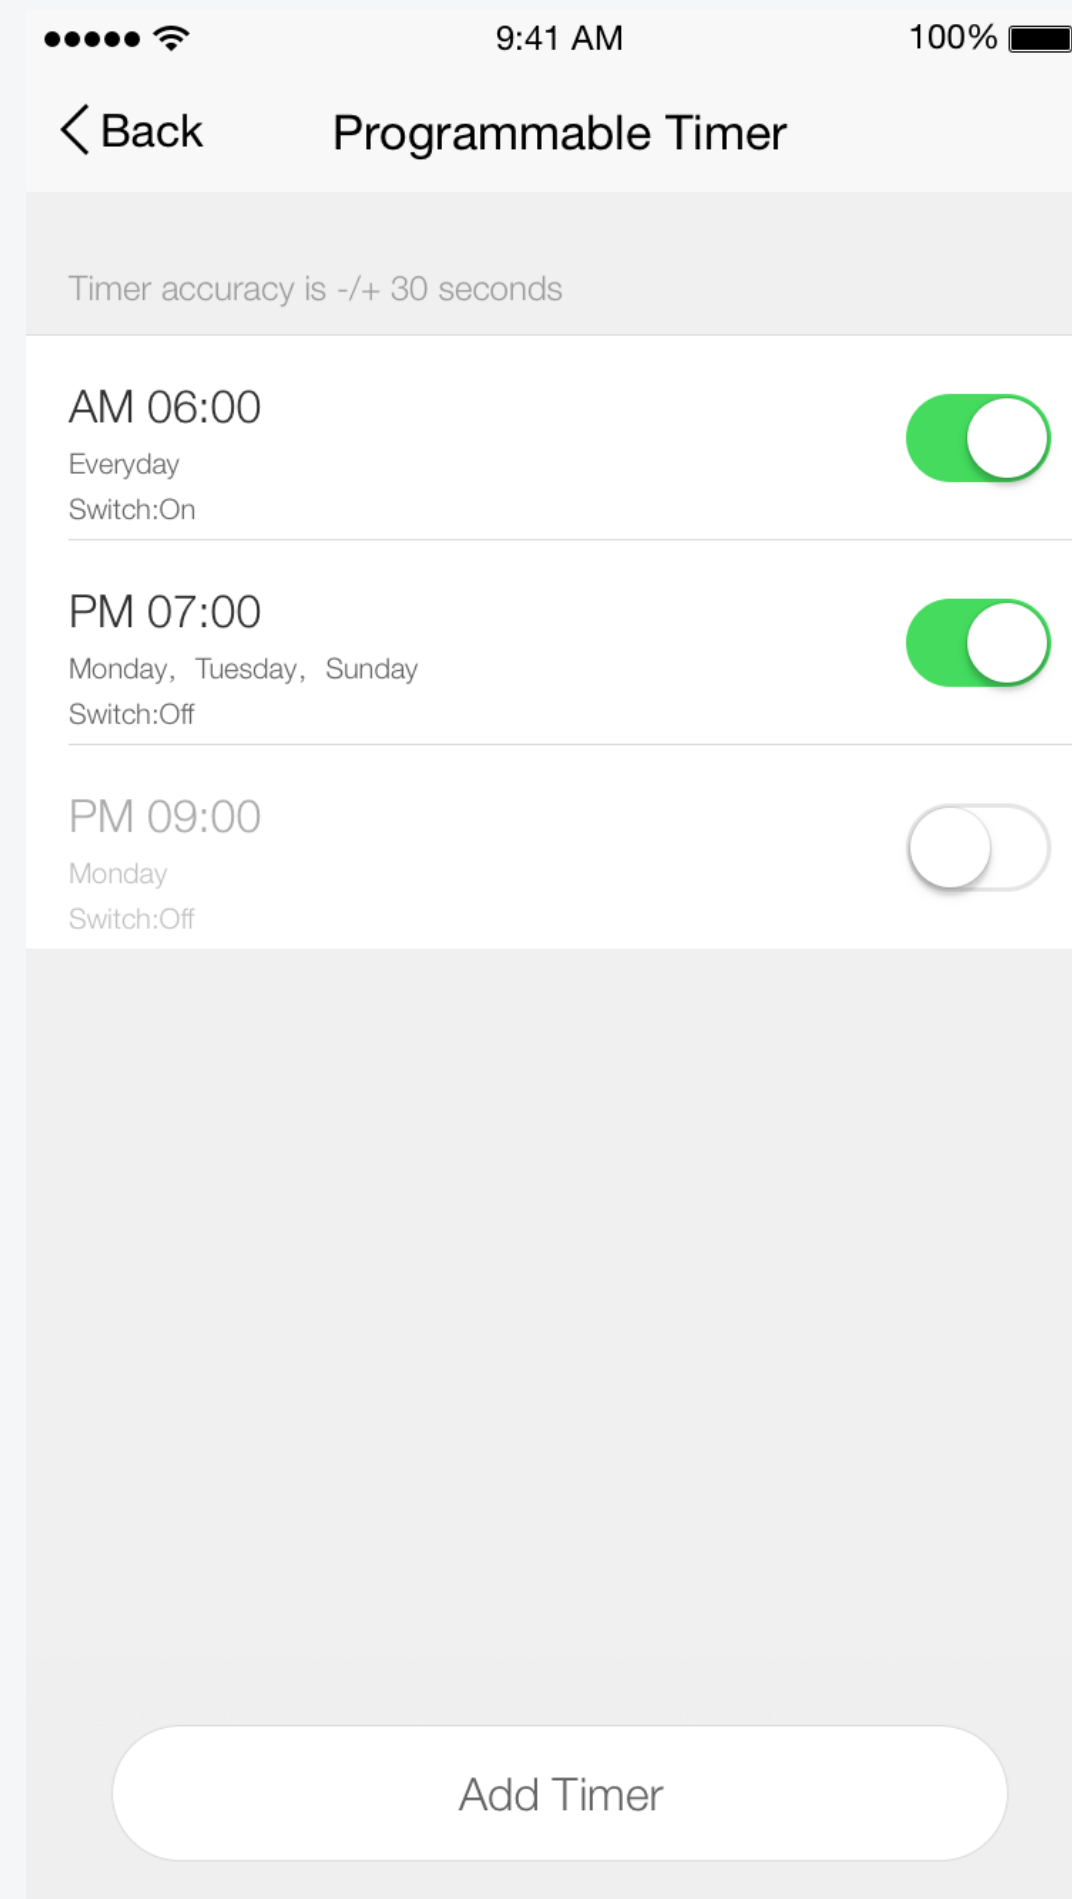 9:41 AM
100%
Back
Programmable Timer
Timer accuracy is -/+ 30 seconds
AM 06:00
Everyday
Switch:On
PM 07:00
Monday, Tuesday, Sunday
Switch:Off
PM 09:00
Monday
Switch:Off
Add Timer